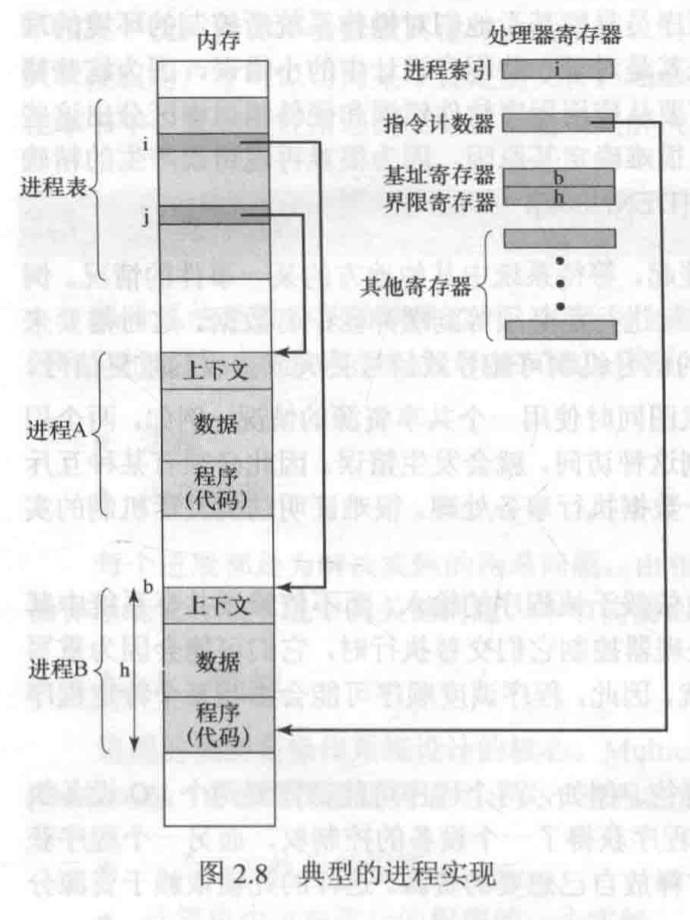 内存
处理器寄存器
进程索引
i
指令计数器
i
基址寄存器
b
界限寄存器
h
进程表
j
其他寄存器
上下文
进程A
数据
程序
(代码)
b
上下文
进程B
h
数据
程序
(代码)
图2.8 典型的进程实现